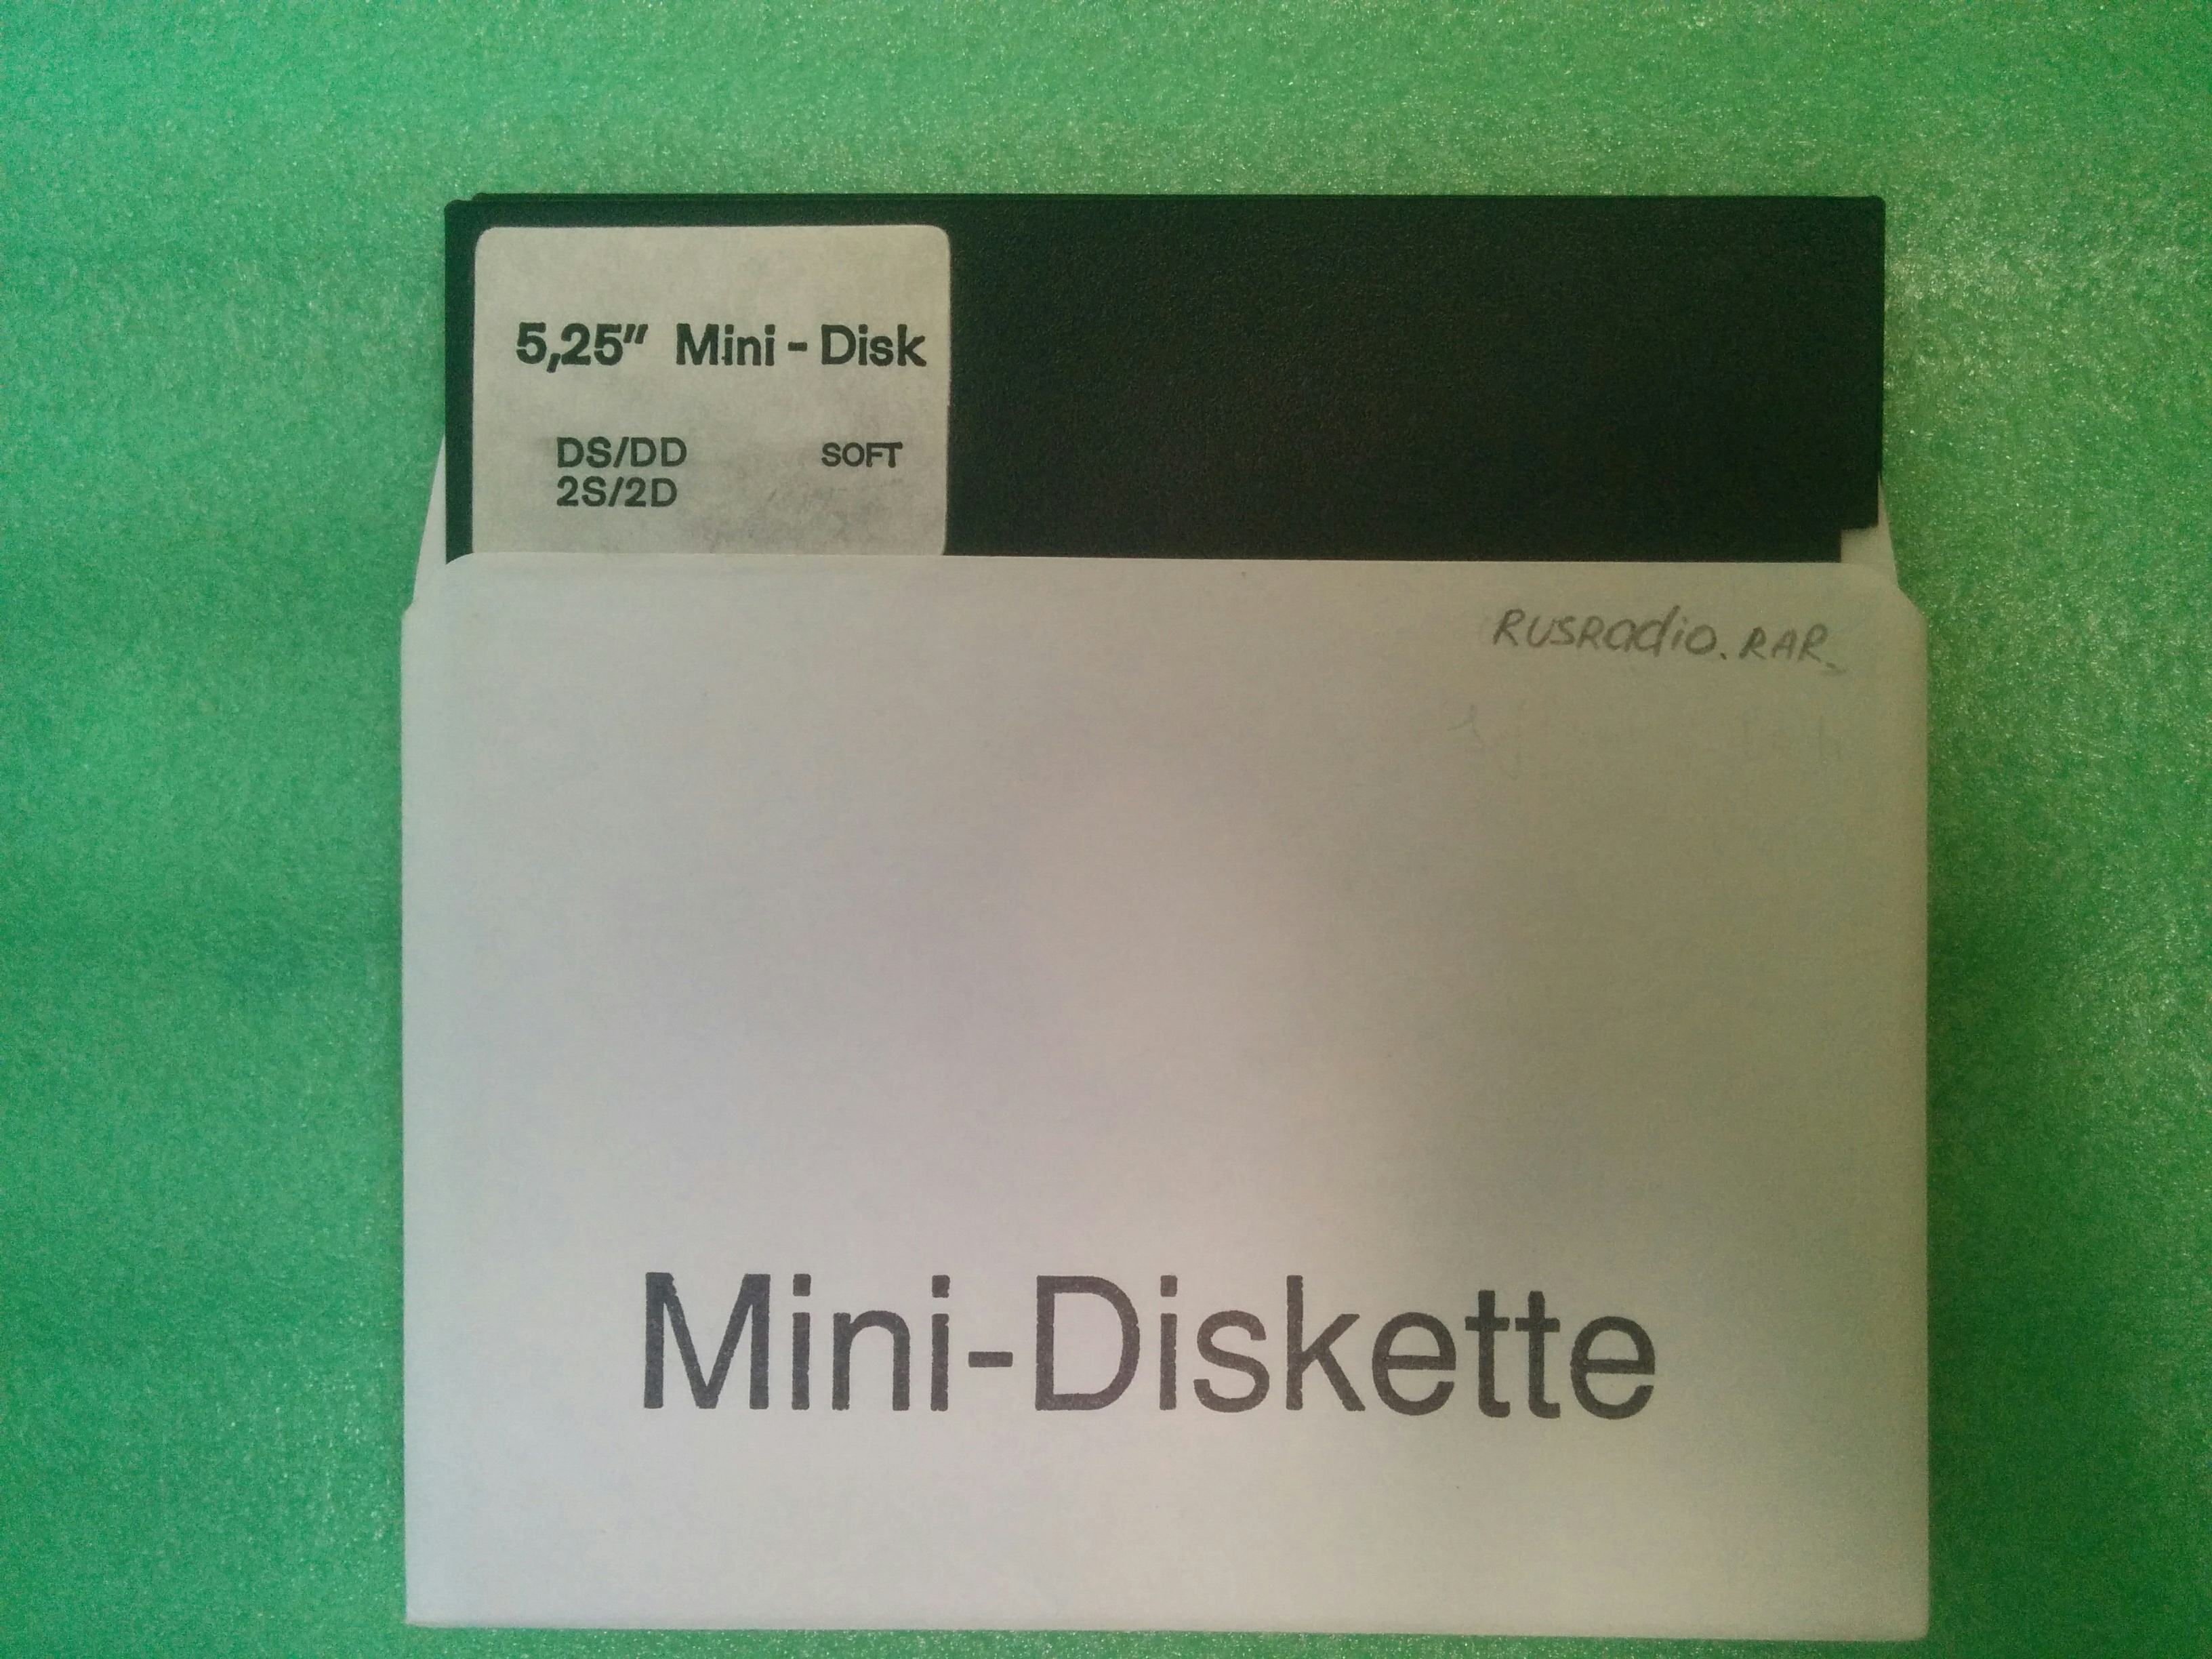 5,25" Mini - Disk
DS/DD SOFT
2S/2D
RUSRadio.RAR
Mini-Diskette